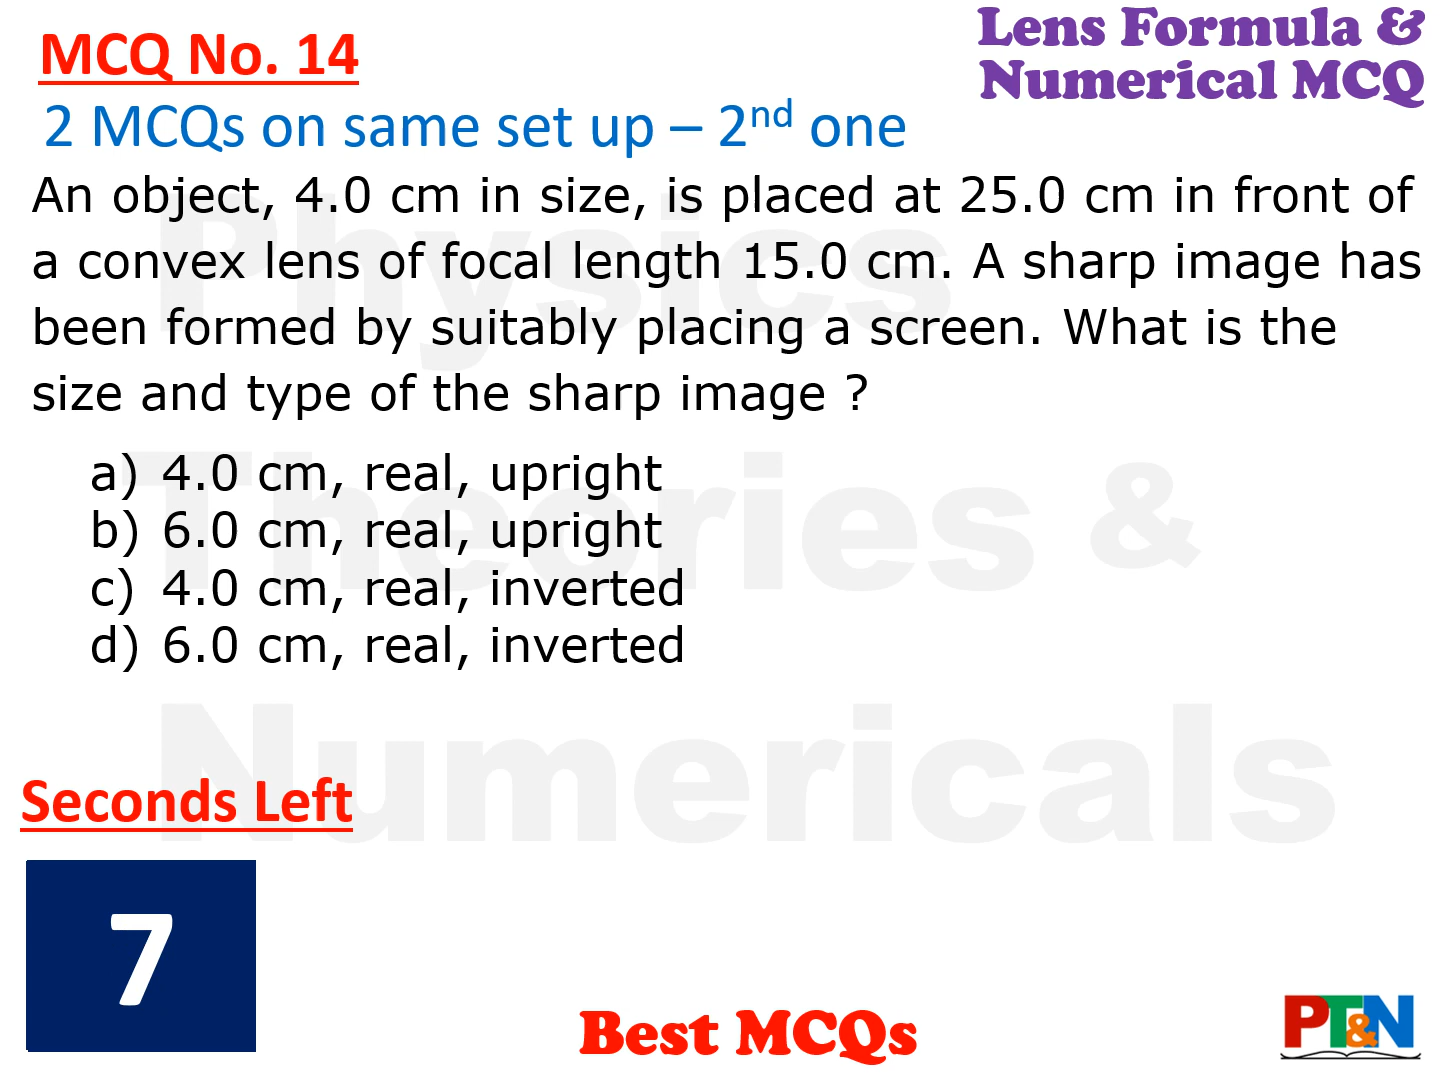 MCQ No. 14
Lens Formula &
Numerical MCQ
2 MCQs on same set up – 2nd one
An object, 4.0 cm in size, is placed at 25.0 cm in front of
a convex lens of focal length 15.0 cm. A sharp image has
been formed by suitably placing a screen. What is the
size and type of the sharp image ?
a) 4.0 cm, real, upright
b) 6.0 cm, real, upright
c) 4.0 cm, real, inverted
d) 6.0 cm, real, inverted
Physics
Theories &
Numericals
Seconds Left
7
Best MCQs
PT&N